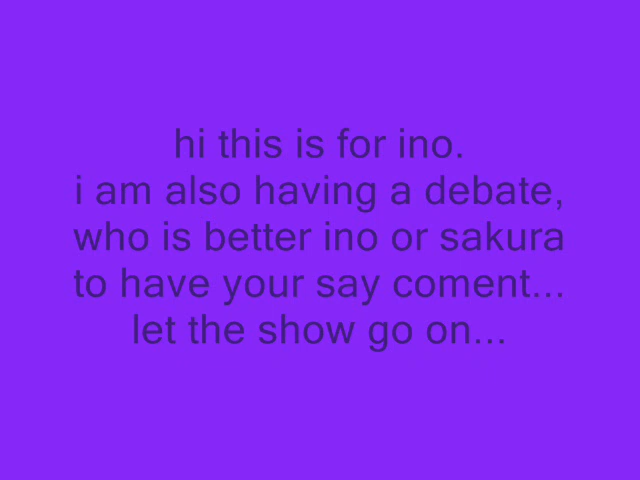 hi this is for ino.
i am also having a debate,
who is better ino or sakura
to have your say coment...
let the show go on...